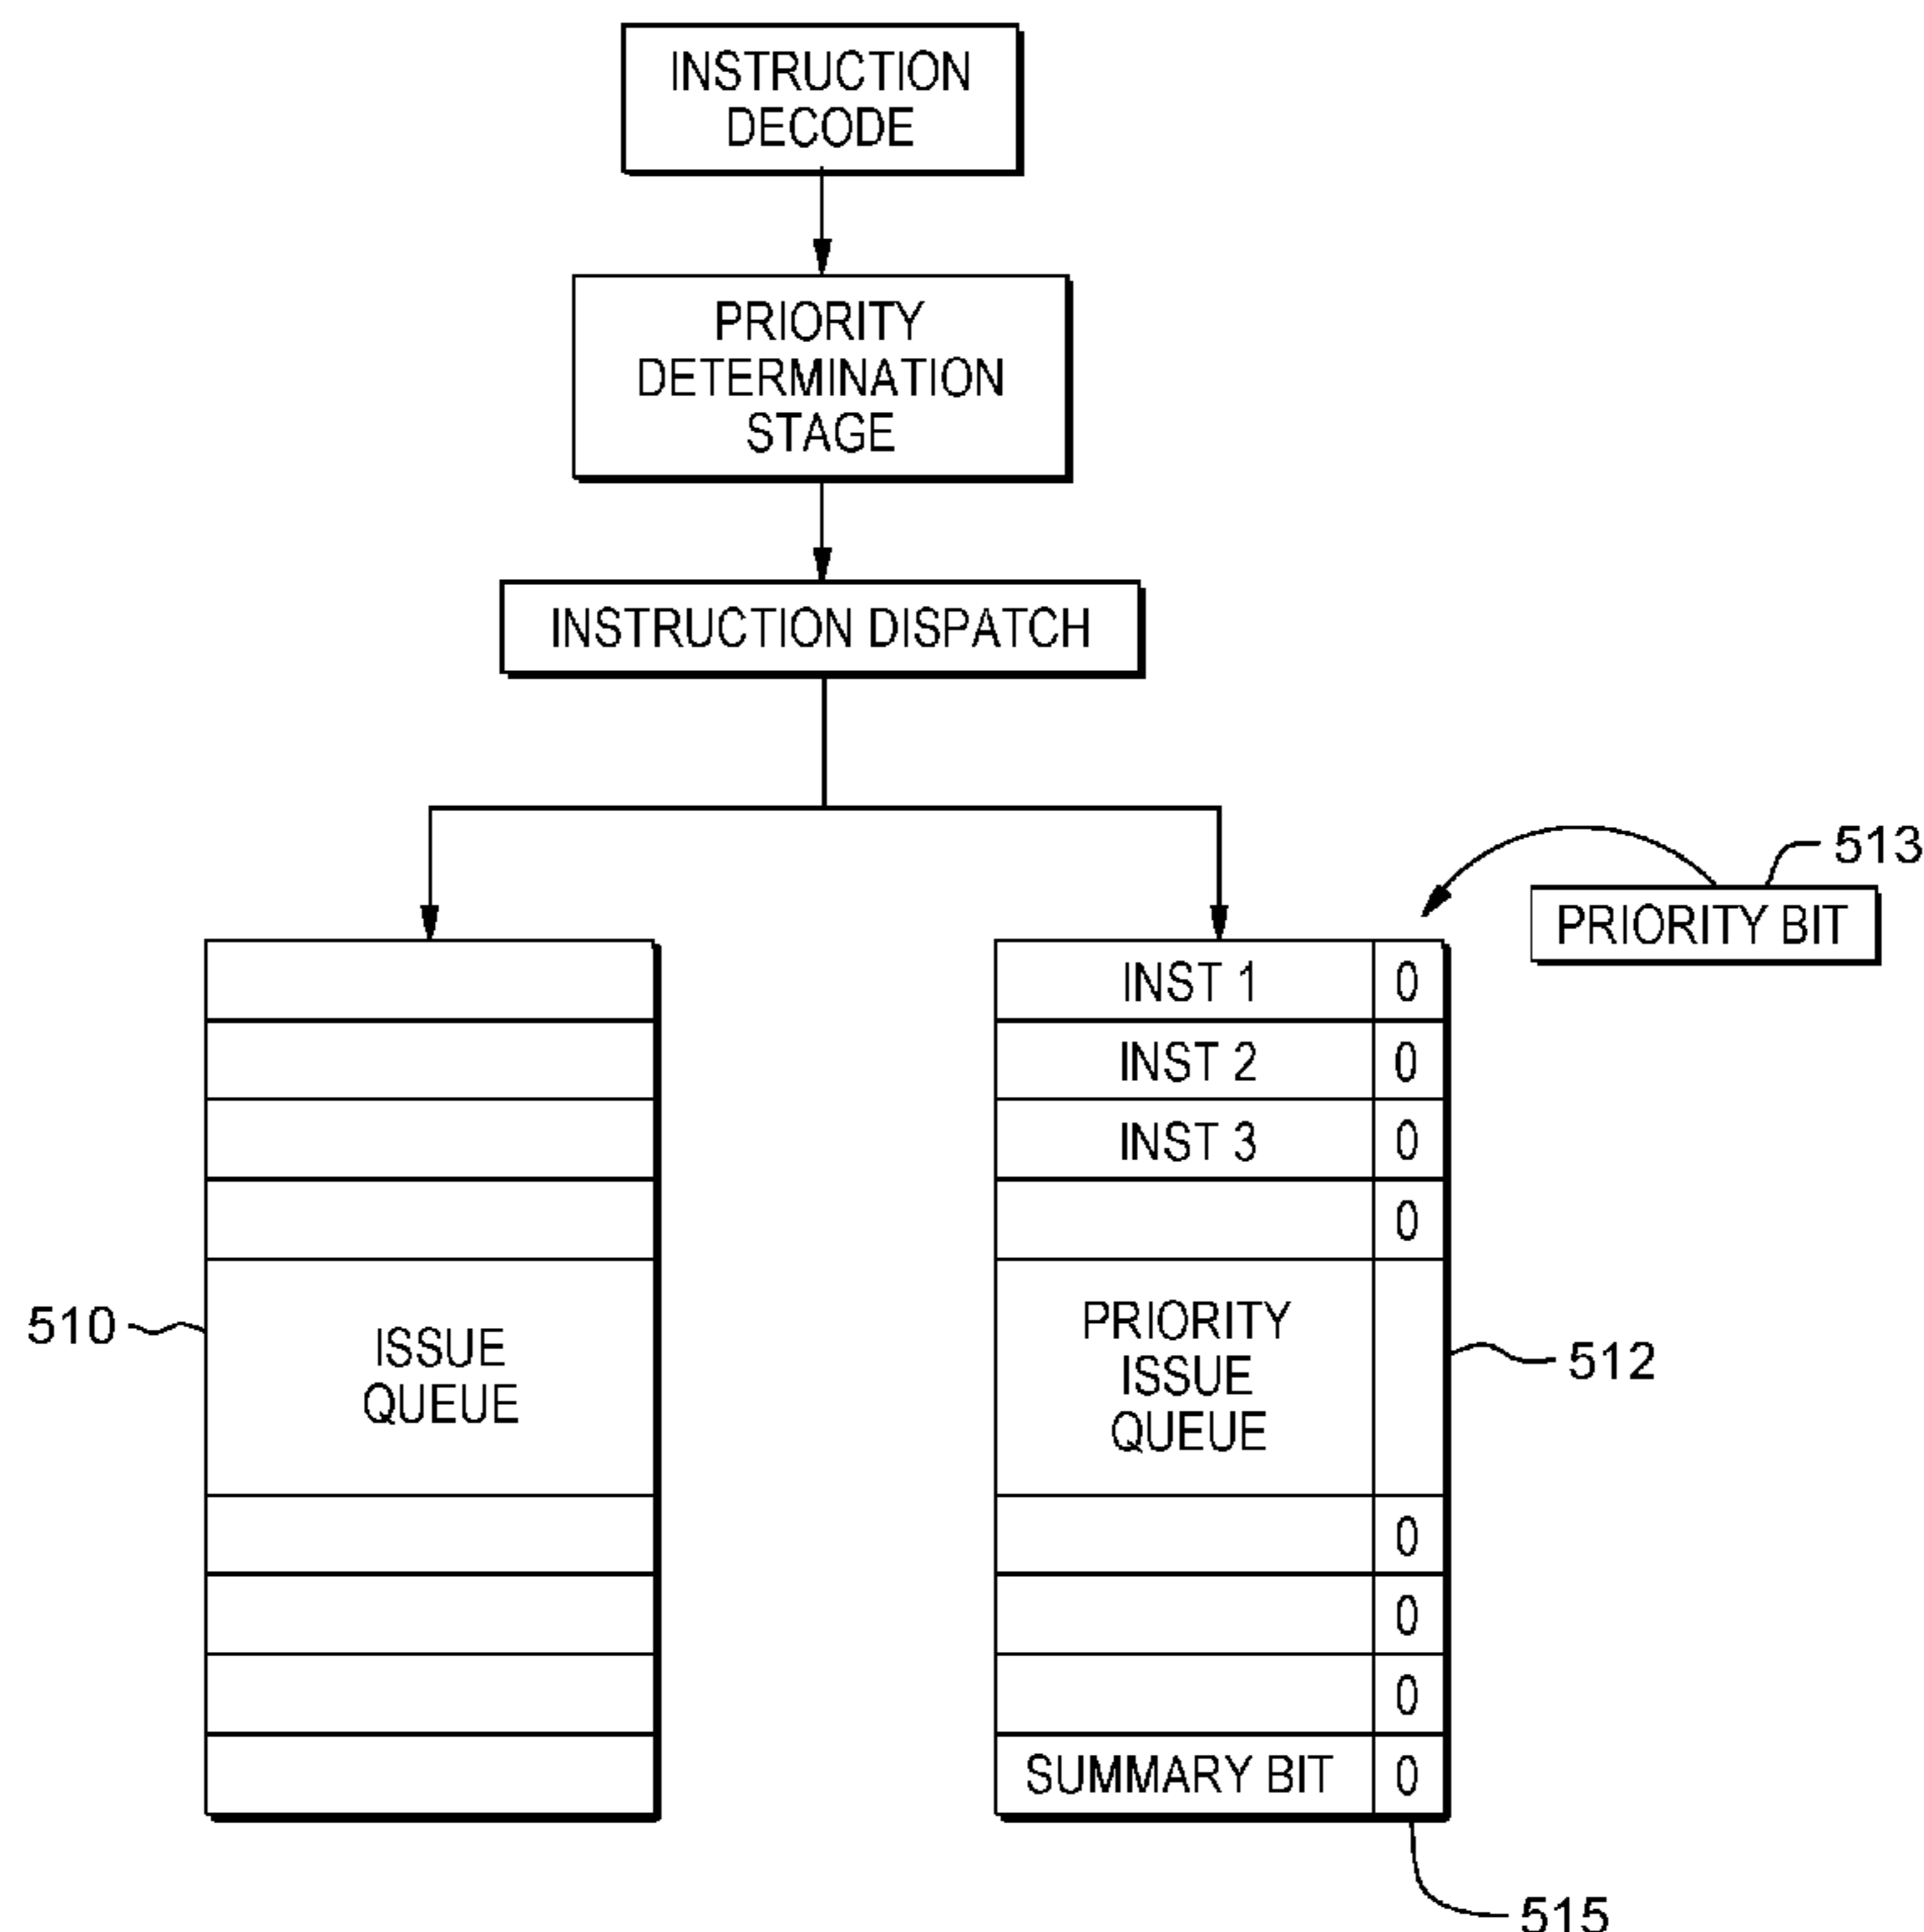 INSTRUCTION
DECODE
PRIORITY
DETERMINATION
STAGE
INSTRUCTION DISPATCH
513
PRIORITY BIT
INST 1 0
INST 2 0
INST 3 0
0
510
ISSUE
QUEUE
PRIORITY
ISSUE
QUEUE
512
0
0
0
SUMMARY BIT 0
515